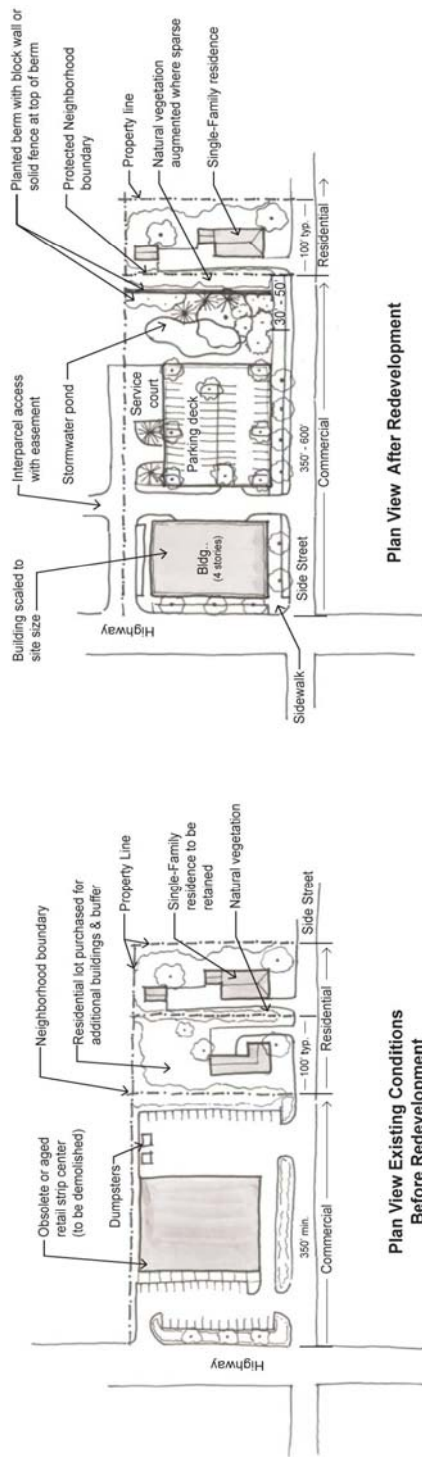 Obsolete or aged
retail strip center
(to be demolished)
Neighborhood boundary
Residential lot purchased for
additional buildings & buffer
Property Line
Single-Family
residence to be
retained
Natural vegetation
Dumpsters
Highway
350' min.
100' typ.
Commercial
Residential
Side Street
Plan View Existing Conditions
Before Redevelopment
Building scaled to
site size
Interparcel access
with easement
Stormwater pond
Planted berm with block wall or
solid fence at top of berm
Protected Neighborhood
boundary
Property line
Natural vegetation
augmented where sparse
Single-Family residence
Highway
Service
court
Parking deck
Bldg..
(4 stories)
Sidewalk
Side Street
30' - 50'
350' - 600'
100' typ.
Commercial
Residential
Plan View After Redevelopment